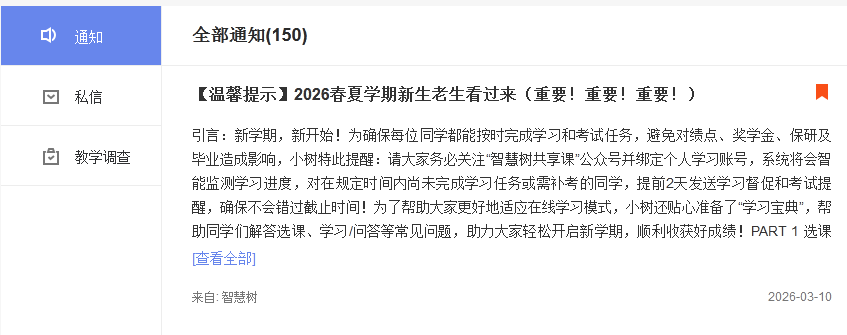 通知
全部通知(150)
【温馨提示】2026春夏学期新生老生看过来（重要！重要！重要！）
私信
教学调查
引言：新学期，新开始！为确保每位同学都能按时完成学习和考试任务，避免对绩点、奖学金、保研及
毕业造成影响，小树特此提醒：请大家务必关注“智慧树共享课”公众号并绑定个人学习账号，系统将会智
能监测学习进度，对在规定时间内尚未完成学习任务或需补考的同学，提前2天发送学习督促和考试提
醒，确保不会错过截止时间！为了帮助大家更好地适应在线学习模式，小树还贴心准备了“学习宝典”，帮
助同学们解答选课、学习/问答等常见问题，助力大家轻松开启新学期，顺利收获好成绩！PART 1 选课
[查看全部]
来自: 智慧树
2026-03-10